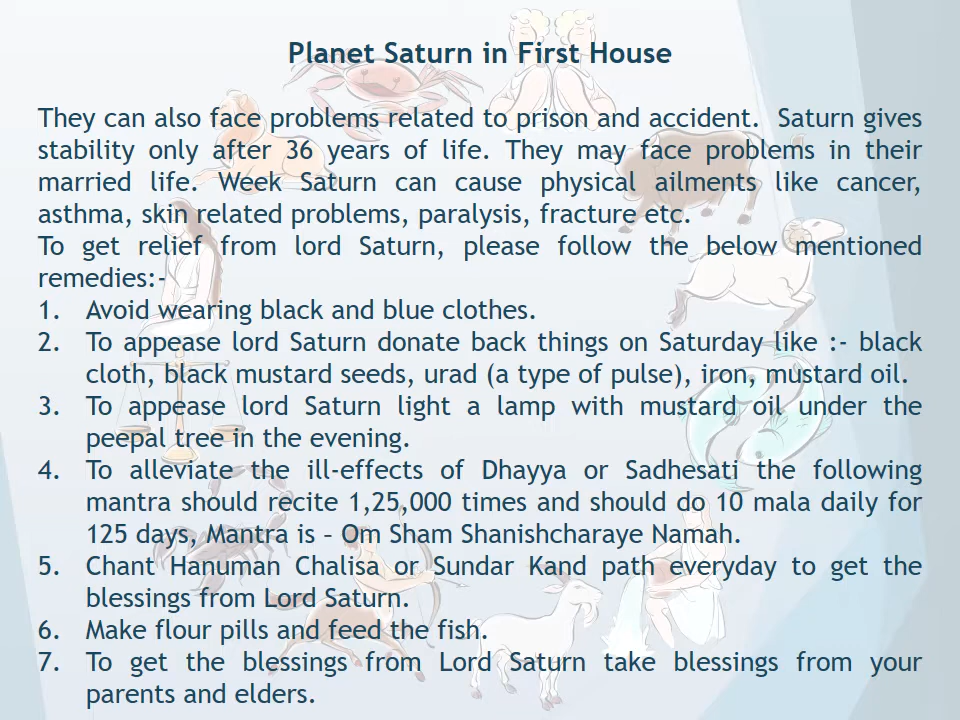 Planet Saturn in First House
They can also face problems related to prison and accident. Saturn gives
stability only after 36 years of life. They may face problems in their
married life. Week Saturn can cause physical ailments like cancer,
asthma, skin related problems, paralysis, fracture etc.
To get relief from lord Saturn, please follow the below mentioned
remedies:-
1. Avoid wearing black and blue clothes.
2. To appease lord Saturn donate back things on Saturday like :- black
cloth, black mustard seeds, urad (a type of pulse), iron, mustard oil.
3. To appease lord Saturn light a lamp with mustard oil under the
peepal tree in the evening.
4. To alleviate the ill-effects of Dhayya or Sadhesati the following
mantra should recite 1,25,000 times and should do 10 mala daily for
125 days, Mantra is – Om Sham Shanishcharaye Namah.
5. Chant Hanuman Chalisa or Sundar Kand path everyday to get the
blessings from Lord Saturn.
6. Make flour pills and feed the fish.
7. To get the blessings from Lord Saturn take blessings from your
parents and elders.